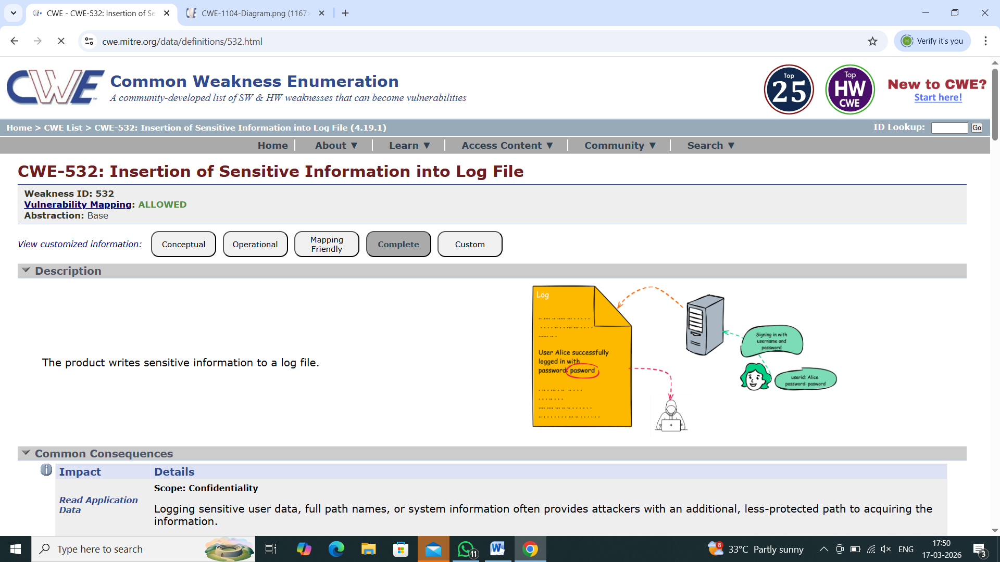 CWE - CWE-532: Insertion of Se
CWE-1104-Diagram.png (1167
cwe.mitre.org/data/definitions/532.html
H
Verify it's you
CWE
Common Weakness Enumeration
A community-developed list of SW & HW weaknesses that can become vulnerabilities
Top
25
Top
HW
CWE
New to CWE?
Start here!
Home > CWE List > CWE-532: Insertion of Sensitive Information into Log File (4.19.1)
ID Lookup:
Go
Home
About ▼
Learn ▼
Access Content ▼
Community ▼
Search ▼
CWE-532: Insertion of Sensitive Information into Log File
Weakness ID: 532
Vulnerability Mapping: ALLOWED
Abstraction: Base
View customized information:
Conceptual
Operational
Mapping
Friendly
Complete
Custom
Description
The product writes sensitive information to a log file.
Log
User Alice successfully
logged in with
password: pasword
Signing in with
username and
password
userid: Alice
password: pasword
Common Consequences
Impact
Details
Read Application
Data
Scope: Confidentiality
Logging sensitive user data, full path names, or system information often provides attackers with an additional, less-protected path to acquiring the
information.
Type here to search
11
8
33°C Partly sunny
ENG
17:50
17-03-2026
3